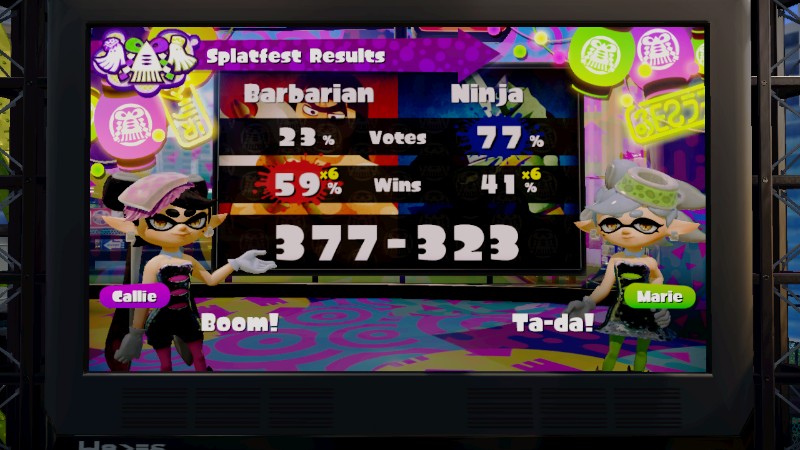 Splatfest Results
Barbarian Ninja
23% Votes 77%
59% x6 Wins 41% x6
377-323
Callie
Marie
Boom! Ta-da!